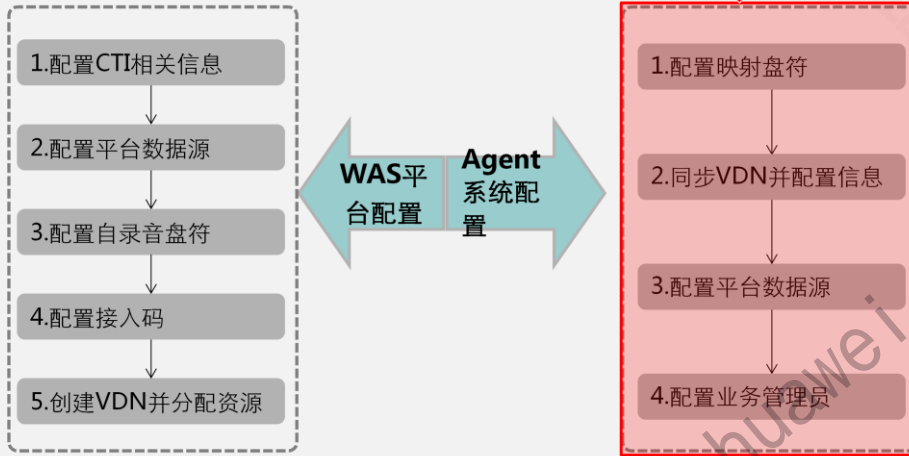 1.配置CTI相关信息
2.配置平台数据源
3.配置自录音盘符
4.配置接入码
5.创建VDN并分配资源
WAS平
台配置
Agent
系统配
置
1.配置映射盘符
2.同步VDN并配置信息
3.配置平台数据源
4.配置业务管理员
huawei